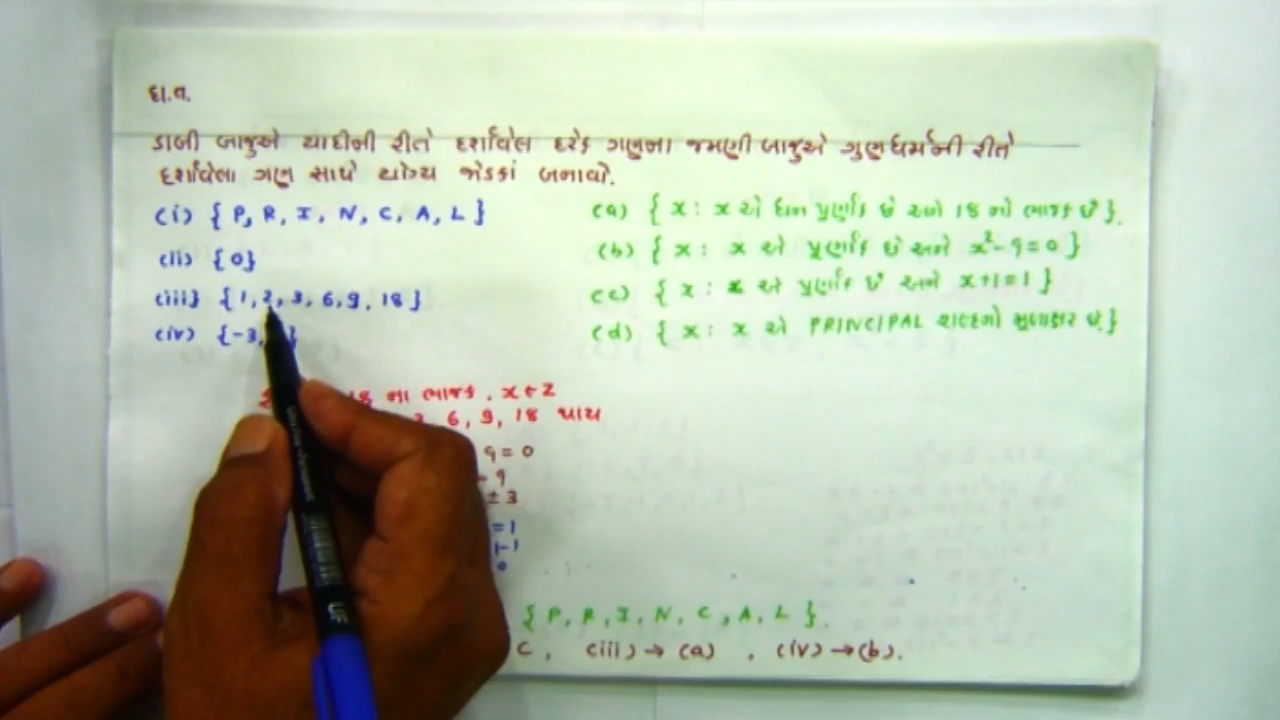 દા.ત.
ડાબી બાજુએ યાદીની રીતે દર્શાવેલ દરેક ગણના જમણી બાજુએ ગુણધર્મની રીતે
દર્શાવેલા ગણ સાથે યોગ્ય જોડકાં બનાવો.
(i) { P, R, I, N, C, A, L } (a) { x : x એ ધન પૂર્ણાંક છે અને 18 નો ભાજક છે }.
(ii) {0} (b) { x : x એ પૂર્ણાંક છે અને x² - 9 = 0 }
(iii) { 1, 2, 3, 6, 9, 18 } (c) { x : x એ પૂર્ણાંક છે અને x+1=1 }
(iv) {-3, } (d) { x : x એ PRINCIPAL શબ્દનો મુળાક્ષર છે. }
ના ભાજક , x ∈ Z
6, 9, 18 થાય
9 = 0
9
± 3
= 1
1-1
0
{ P, R, I, N, C, A, L }.
C , (iii) → (a) , (iv) → (b).